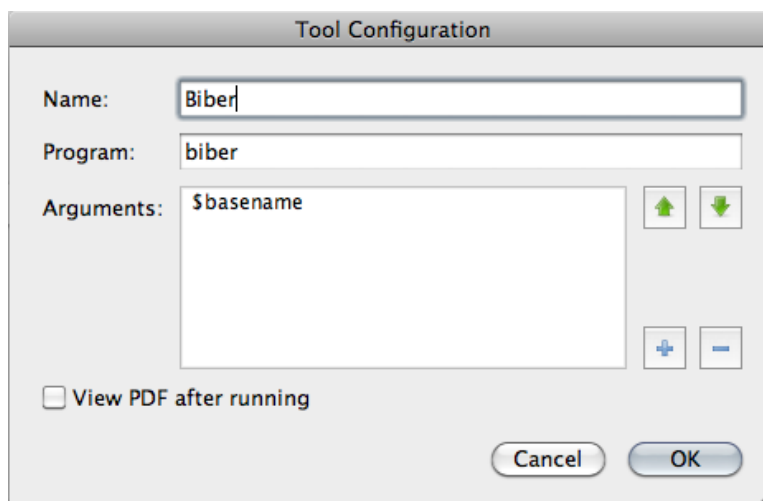 Tool Configuration
Name: Biber
Program: biber
Arguments: $basename
View PDF after running
Cancel OK